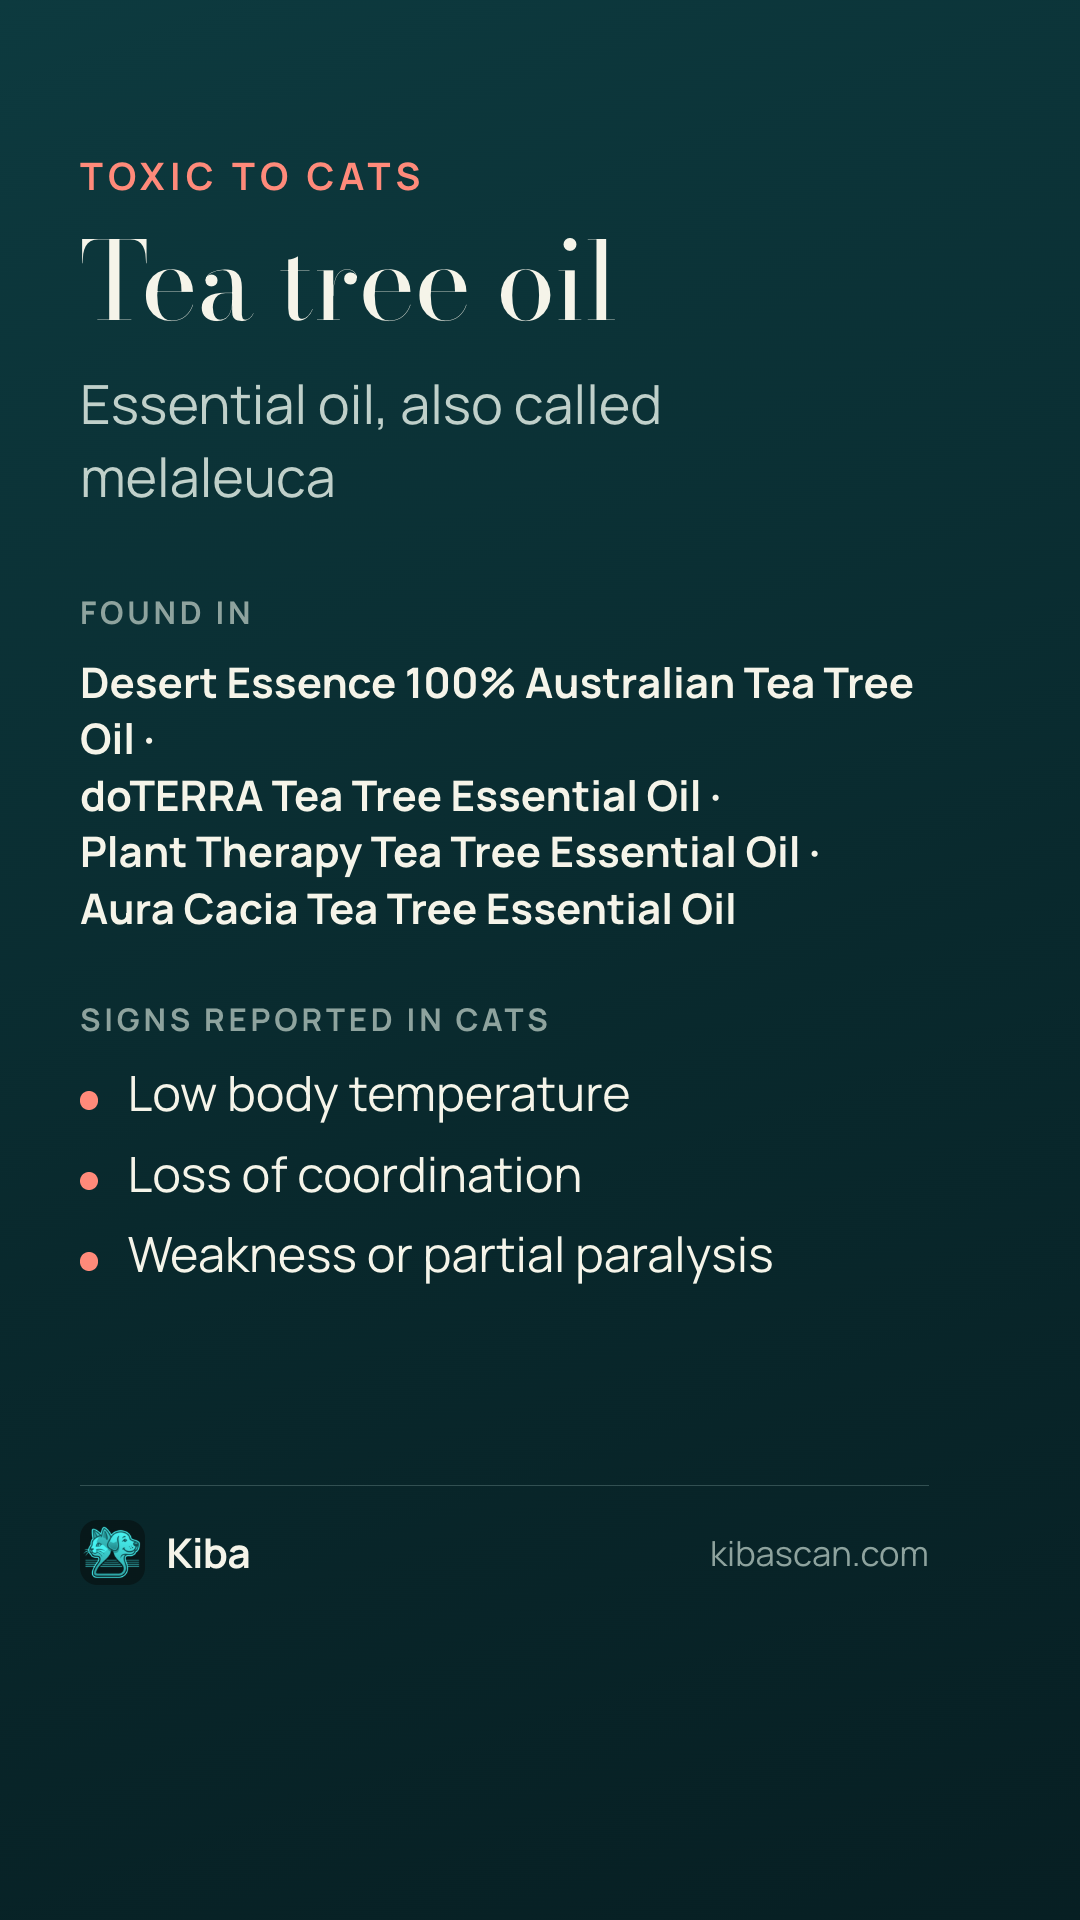 TOXIC TO CATS
Tea tree oil
Essential oil, also called
melaleuca
FOUND IN
Desert Essence 100% Australian Tea Tree
Oil ·
doTERRA Tea Tree Essential Oil ·
Plant Therapy Tea Tree Essential Oil ·
Aura Cacia Tea Tree Essential Oil
SIGNS REPORTED IN CATS
Low body temperature
Loss of coordination
Weakness or partial paralysis
Kiba
kibascan.com